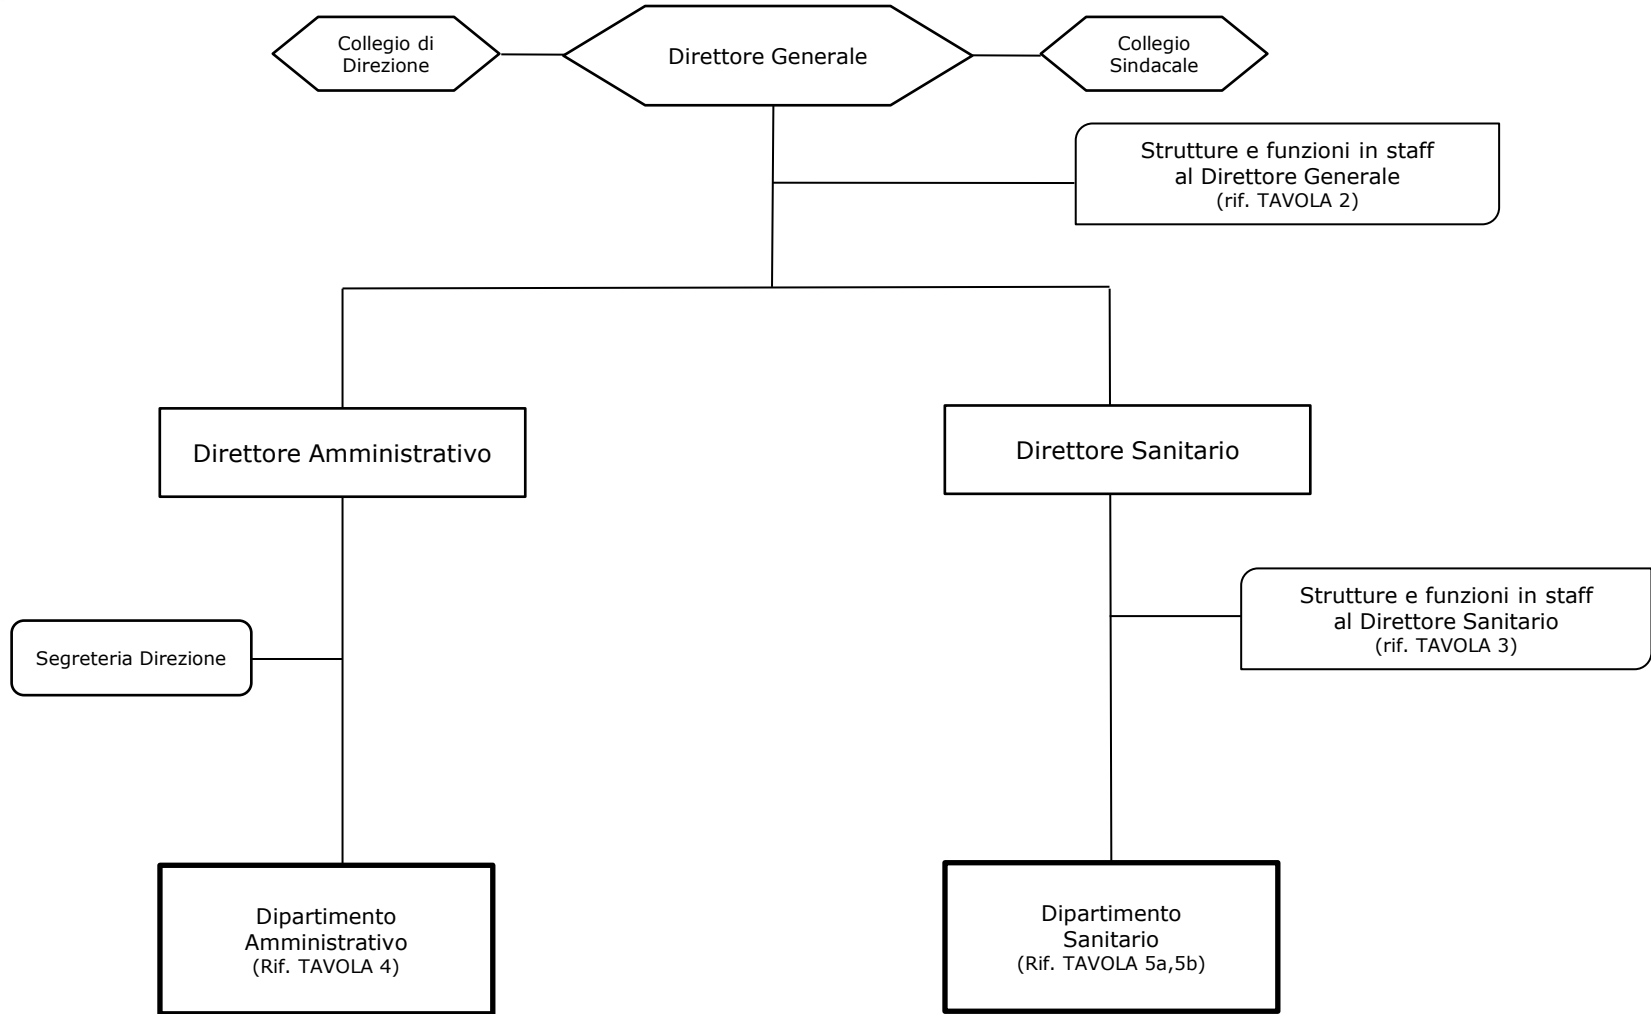 Collegio di
Direzione
Direttore Generale
Collegio
Sindacale
Strutture e funzioni in staff
al Direttore Generale
(rif. TAVOLA 2)
Direttore Amministrativo
Direttore Sanitario
Strutture e funzioni in staff
al Direttore Sanitario
(rif. TAVOLA 3)
Segreteria Direzione
Dipartimento
Amministrativo
(Rif. TAVOLA 4)
Dipartimento
Sanitario
(Rif. TAVOLA 5a,5b)